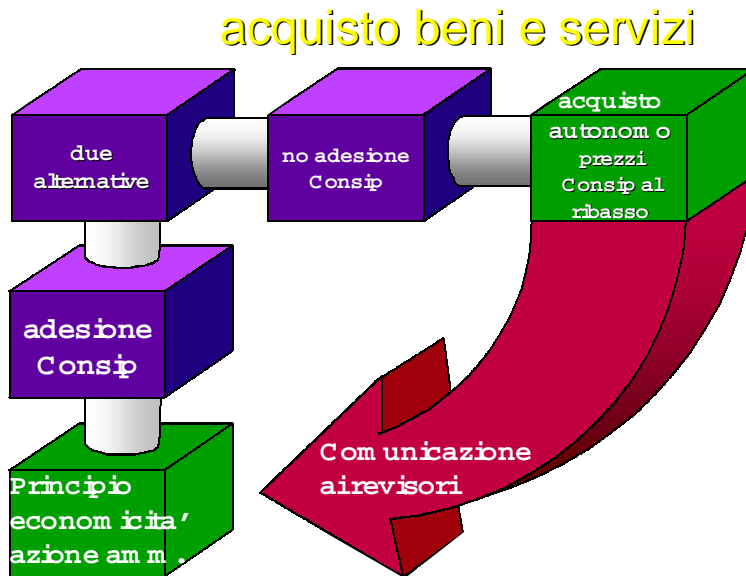 acquisto beni e servizi
due
alternative
no adesione
Consip
acquisto
autonomo
prezzi
Consip al
ribasso
adesione
Consip
Principio
economicita'
azione amm.
Comunicazione
ai revisori